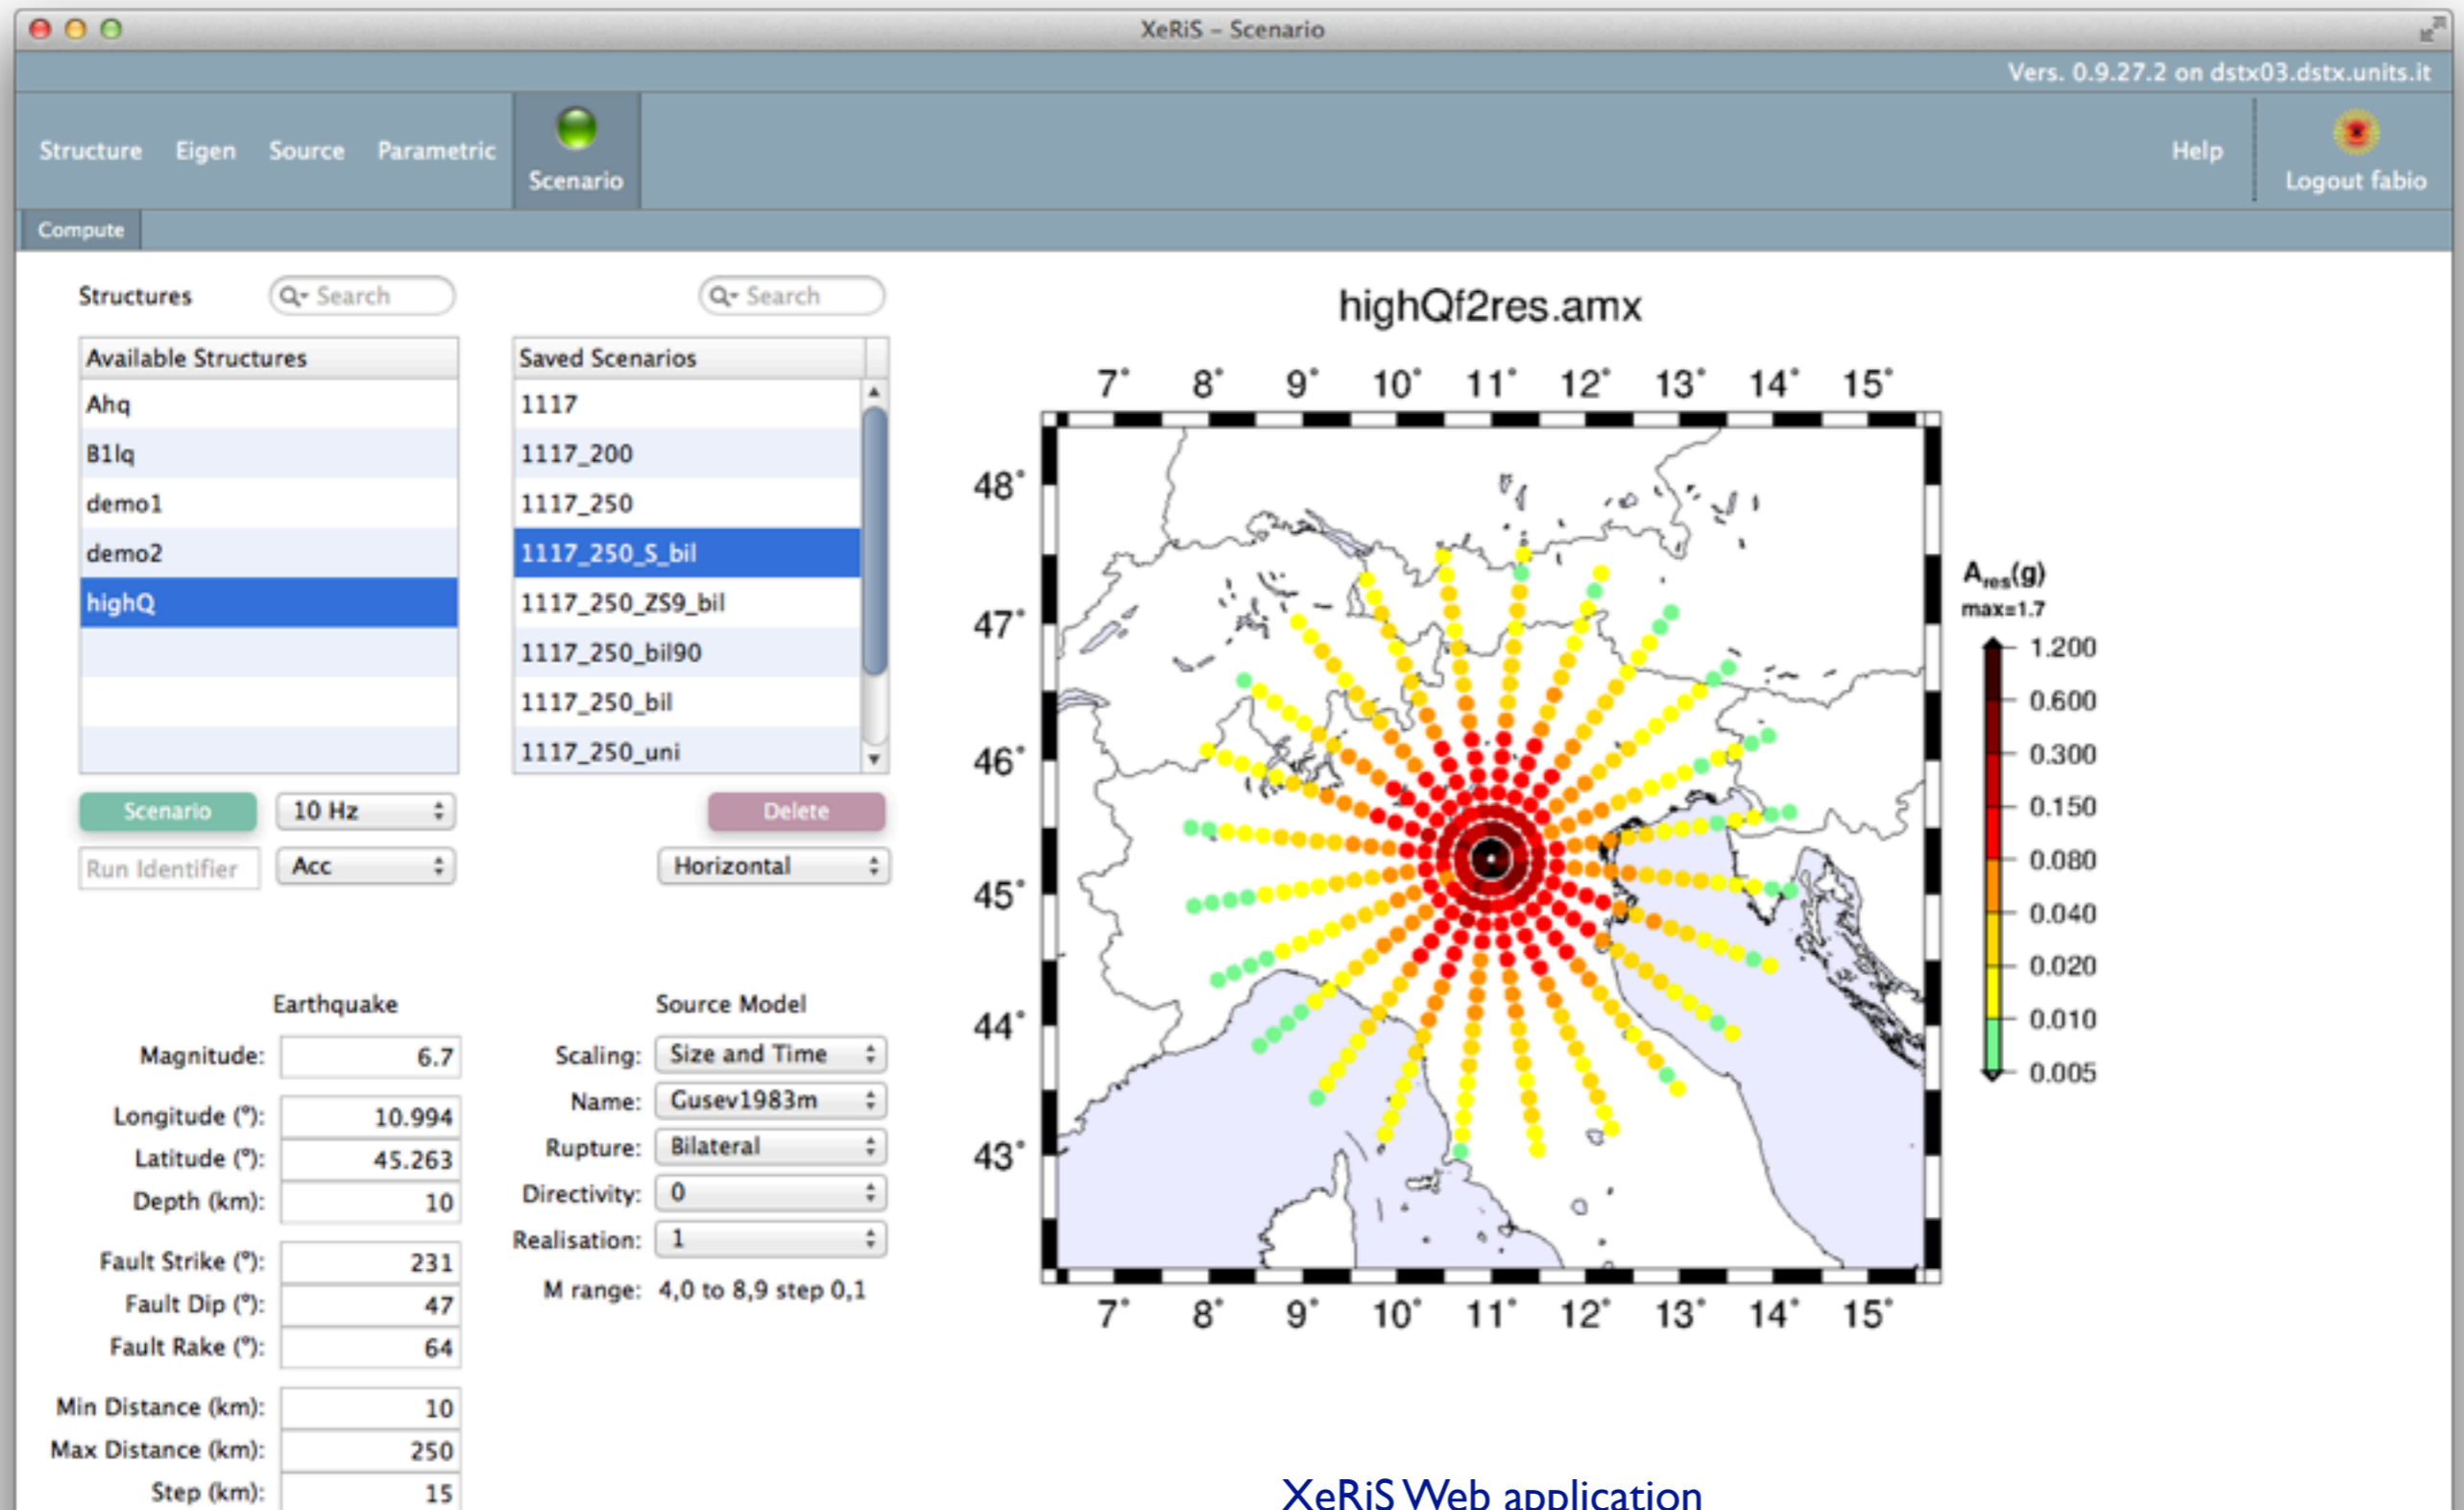 XeRiS – Scenario
Vers. 0.9.27.2 on dstx03.dstx.units.it
Structure Eigen Source Parametric Scenario Help Logout fabio
Compute
Structures Search Search
Available Structures
Ahq
B1lq
demo1
demo2
highQ
Saved Scenarios
1117
1117_200
1117_250
1117_250_S_bil
1117_250_ZS9_bil
1117_250_bil90
1117_250_bil
1117_250_uni
Scenario 10 Hz Delete
Run Identifier Acc Horizontal
Earthquake
Magnitude: 6.7
Longitude (°): 10.994
Latitude (°): 45.263
Depth (km): 10
Fault Strike (°): 231
Fault Dip (°): 47
Fault Rake (°): 64
Min Distance (km): 10
Max Distance (km): 250
Step (km): 15
Source Model
Scaling: Size and Time
Name: Gusev1983m
Rupture: Bilateral
Directivity: 0
Realisation: 1
M range: 4,0 to 8,9 step 0,1
highQf2res.amx
7° 8° 9° 10° 11° 12° 13° 14° 15°
48°
47°
46°
45°
44°
43°
7° 8° 9° 10° 11° 12° 13° 14° 15°
Ares(g)
max=1.7
1.200
0.600
0.300
0.150
0.080
0.040
0.020
0.010
0.005
XeRiS Web application